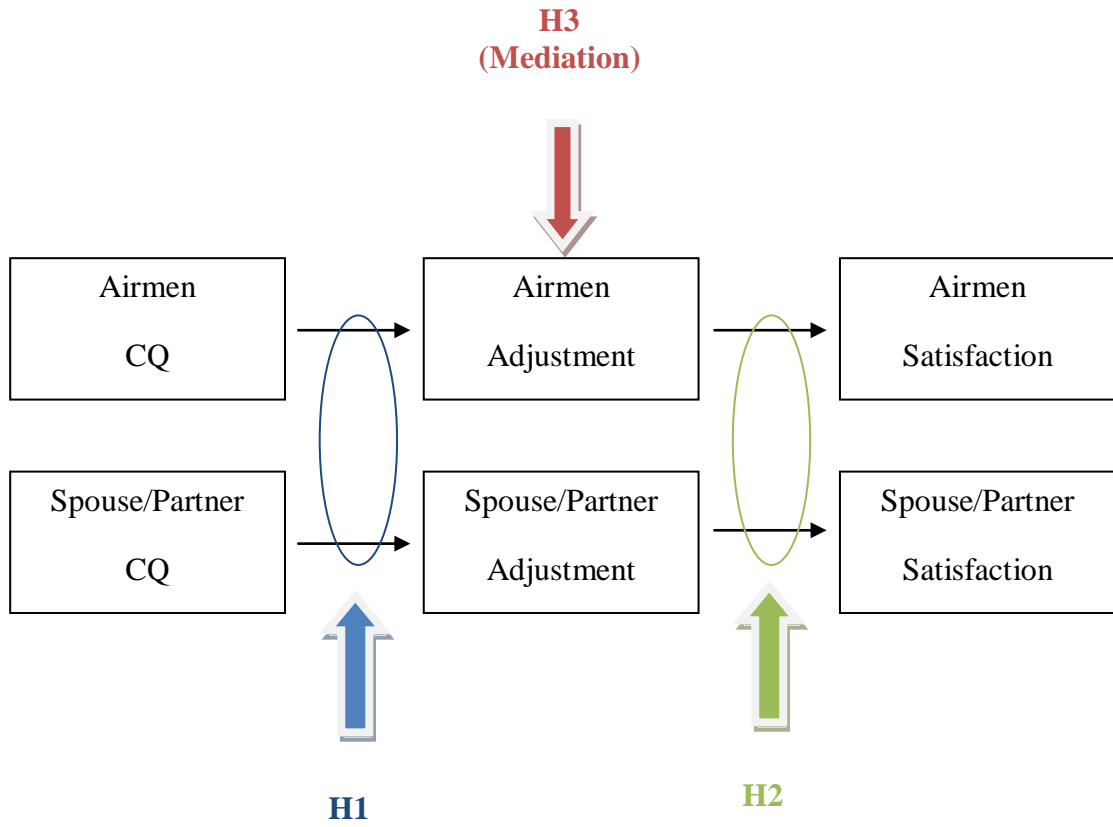 H3
(Mediation)
Airmen
CQ
Airmen
Adjustment
Airmen
Satisfaction
Spouse/Partner
CQ
Spouse/Partner
Adjustment
Spouse/Partner
Satisfaction
H1
H2